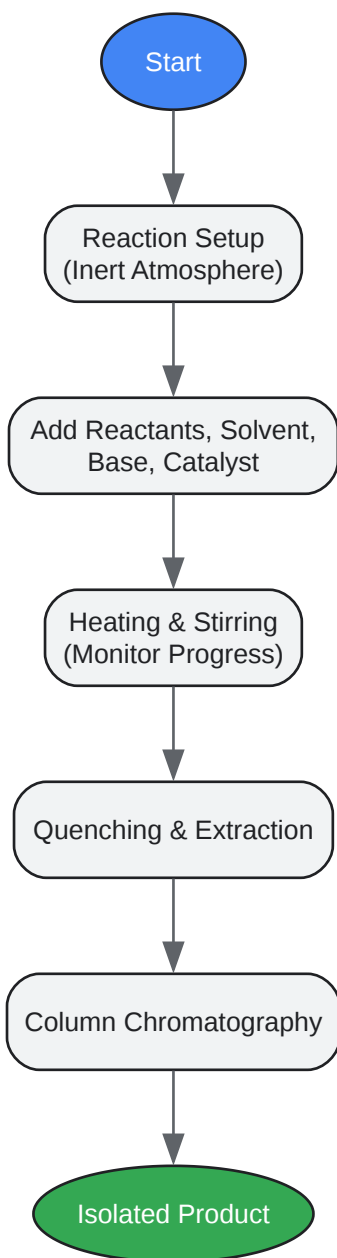 Start
Reaction Setup
(Inert Atmosphere)
Add Reactants, Solvent,
Base, Catalyst
Heating & Stirring
(Monitor Progress)
Quenching & Extraction
Column Chromatography
Isolated Product